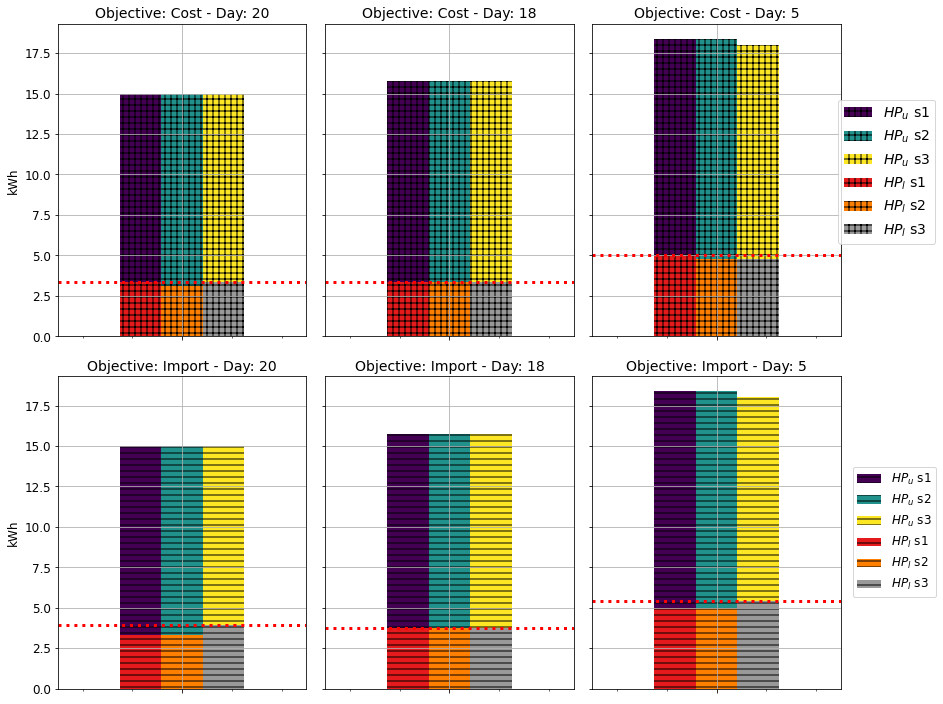 Objective: Cost - Day: 20
Objective: Cost - Day: 18
Objective: Cost - Day: 5
17.5
15.0
12.5
10.0
7.5
5.0
2.5
0.0
kWh
HPu s1
HPu s2
HPu s3
HPl s1
HPl s2
HPl s3
Objective: Import - Day: 20
Objective: Import - Day: 18
Objective: Import - Day: 5
17.5
15.0
12.5
10.0
7.5
5.0
2.5
0.0
kWh
HPu s1
HPu s2
HPu s3
HPl s1
HPl s2
HPl s3